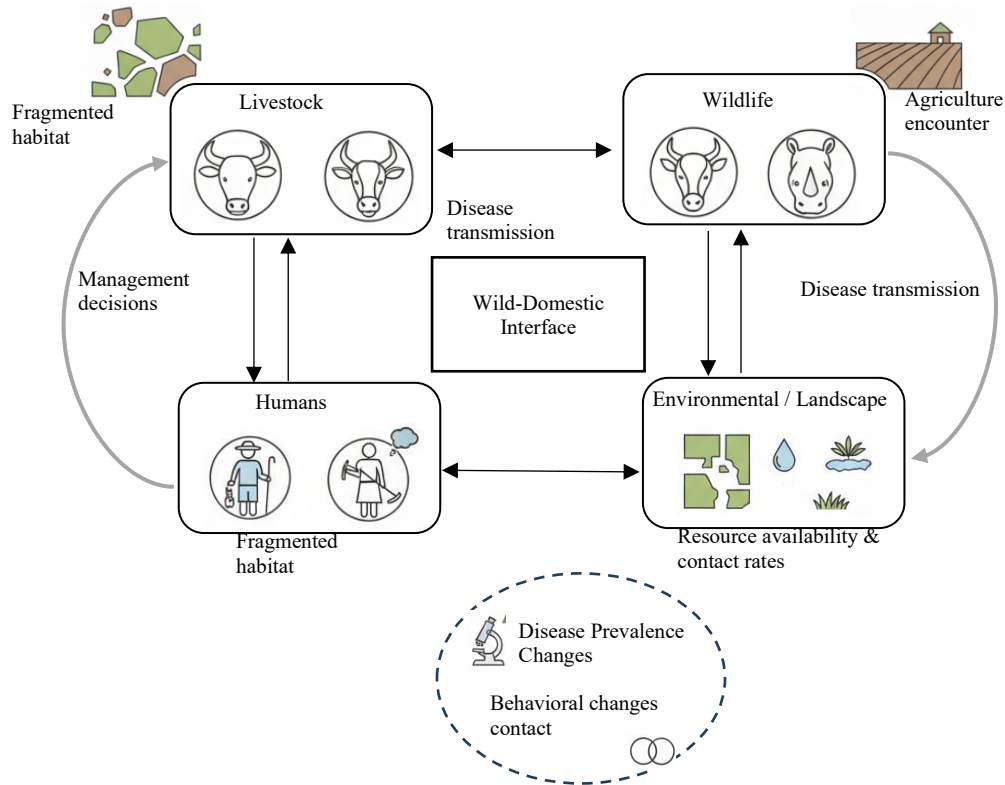 Livestock
Wildlife
Fragmented
habitat
Agriculture
encounter
Disease
transmission
Management
decisions
Wild-Domestic
Interface
Disease transmission
Humans
Environmental / Landscape
Fragmented
habitat
Resource availability &
contact rates
Disease Prevalence
Changes
Behavioral changes
contact